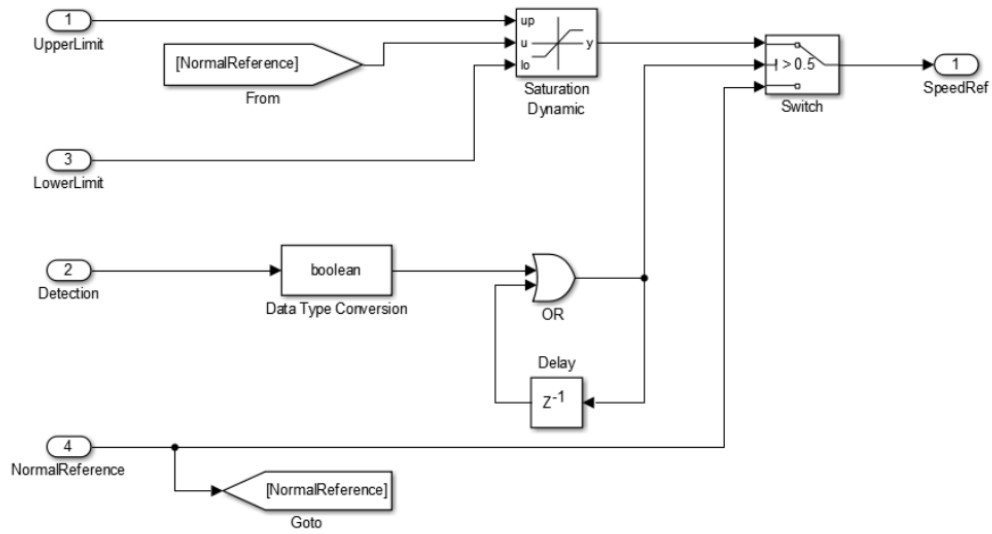 1
UpperLimit
[NormalReference]
From
up
u
lo
y
Saturation
Dynamic
> 0.5
Switch
1
SpeedRef
3
LowerLimit
2
Detection
boolean
Data Type Conversion
OR
Delay
Z-1
4
NormalReference
[NormalReference]
Goto